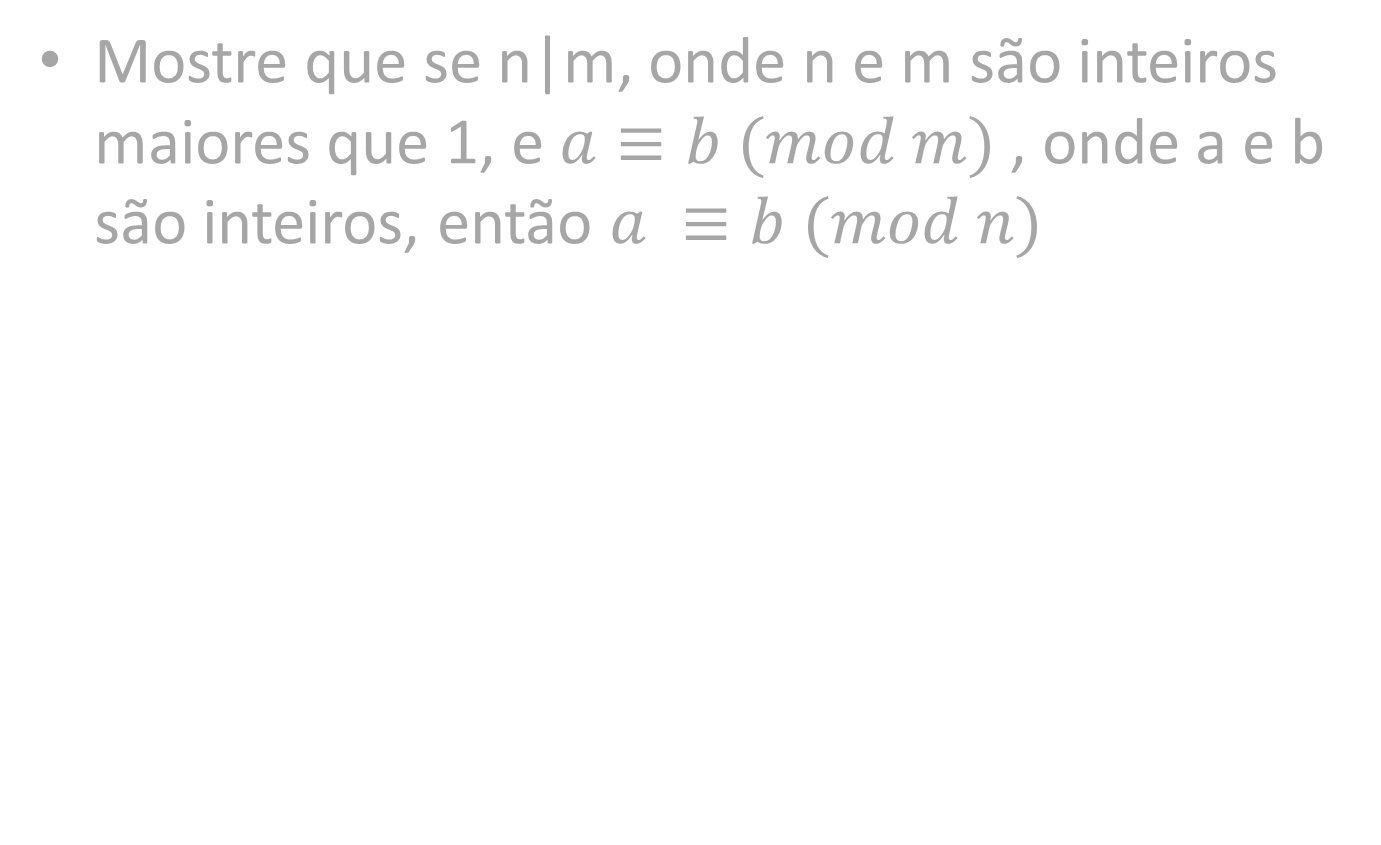 • Mostre que se n|m, onde n e m são inteiros
maiores que 1, e a ≡ b (mod m) , onde a e b
são inteiros, então a ≡ b (mod n)